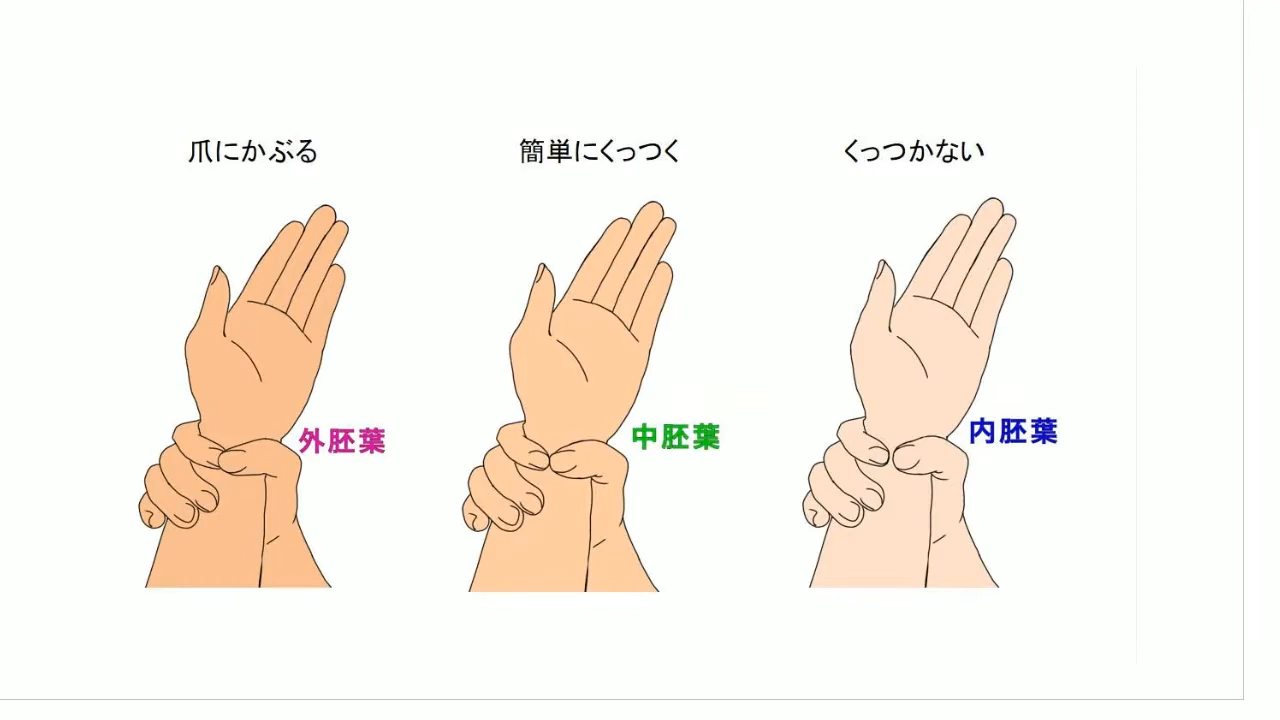 爪にかぶる
簡単にくっつく
くっつかない
外胚葉
中胚葉
内胚葉